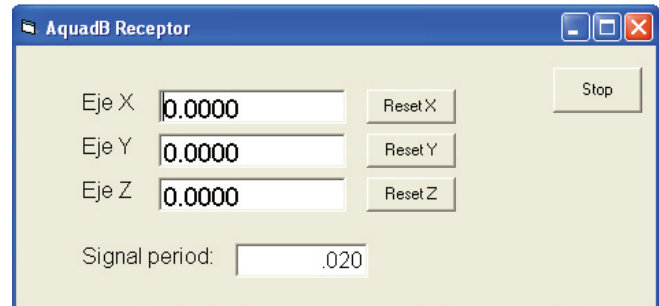 AquadB Receptor
Stop
Eje X 0.0000 Reset X
Eje Y 0.0000 Reset Y
Eje Z 0.0000 Reset Z
Signal period: .020